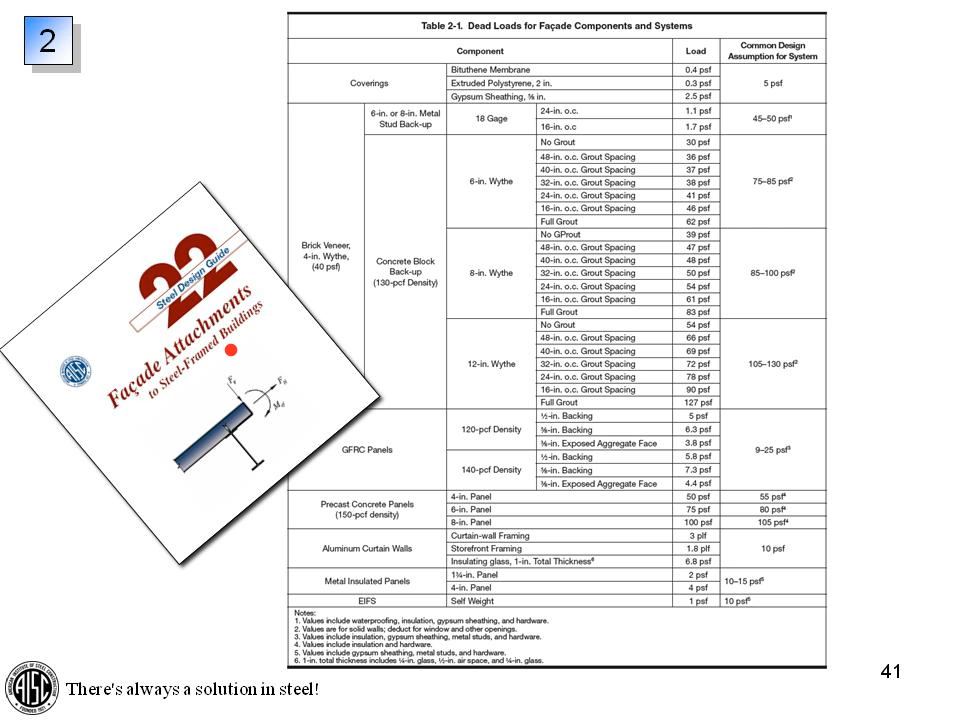 2
Table 2-1. Dead Loads for Façade Components and Systems
Component Load Common Design Assumption for System
Coverings Bituthene Membrane 0.4 psf 5 psf
Extruded Polystyrene, 2 in. 0.3 psf
Gypsum Sheathing, ⅝ in. 2.5 psf
Brick Veneer, 4-in. Wythe, (40 psf) 6-in. or 8-in. Metal Stud Back-up 18 Gage 24-in. o.c. 1.1 psf 45–50 psf¹
16-in. o.c 1.7 psf
Concrete Block Back-up (130-pcf Density) 6-in. Wythe No Grout 30 psf 75–85 psf²
48-in. o.c. Grout Spacing 36 psf
40-in. o.c. Grout Spacing 37 psf
32-in. o.c. Grout Spacing 38 psf
24-in. o.c. Grout Spacing 41 psf
16-in. o.c. Grout Spacing 46 psf
Full Grout 62 psf
8-in. Wythe No GProut 39 psf 85–100 psf²
48-in. o.c. Grout Spacing 47 psf
40-in. o.c. Grout Spacing 48 psf
32-in. o.c. Grout Spacing 50 psf
24-in. o.c. Grout Spacing 54 psf
16-in. o.c. Grout Spacing 61 psf
Full Grout 83 psf
12-in. Wythe No Grout 54 psf 105–130 psf²
48-in. o.c. Grout Spacing 66 psf
40-in. o.c. Grout Spacing 69 psf
32-in. o.c. Grout Spacing 72 psf
24-in. o.c. Grout Spacing 78 psf
16-in. o.c. Grout Spacing 90 psf
Full Grout 127 psf
GFRC Panels 120-pcf Density ½-in. Backing 5 psf 9–25 psf³
⅝-in. Backing 6.3 psf
⅜-in. Exposed Aggregate Face 3.8 psf
140-pcf Density ½-in. Backing 5.8 psf
⅝-in. Backing 7.3 psf
⅜-in. Exposed Aggregate Face 4.4 psf
Precast Concrete Panels (150-pcf density) 4-in. Panel 50 psf 55 psf⁴
6-in. Panel 75 psf 80 psf⁴
8-in. Panel 100 psf 105 psf⁴
Aluminum Curtain Walls Curtain-wall Framing 3 plf 10 psf
Storefront Framing 1.8 plf
Insulating glass, 1-in. Total Thickness⁶ 6.8 psf
Metal Insulated Panels 1¼-in. Panel 2 psf 10–15 psf⁵
4-in. Panel 4 psf
EIFS Self Weight 1 psf 10 psf⁵
Notes:
1. Values include waterproofing, insulation, gypsum sheathing, and hardware.
2. Values are for solid walls; deduct for window and other openings.
3. Values include insulation, gypsum sheathing, metal studs, and hardware.
4. Values include insulation and hardware.
5. Values include gypsum sheathing, metal studs, and hardware.
6. 1-in. total thickness includes ¼-in. glass, ½-in. air space, and ¼-in. glass.
22
Steel Design Guide
Façade Attachments
to Steel-Framed Buildings
AISC
There's always a solution in steel!
41